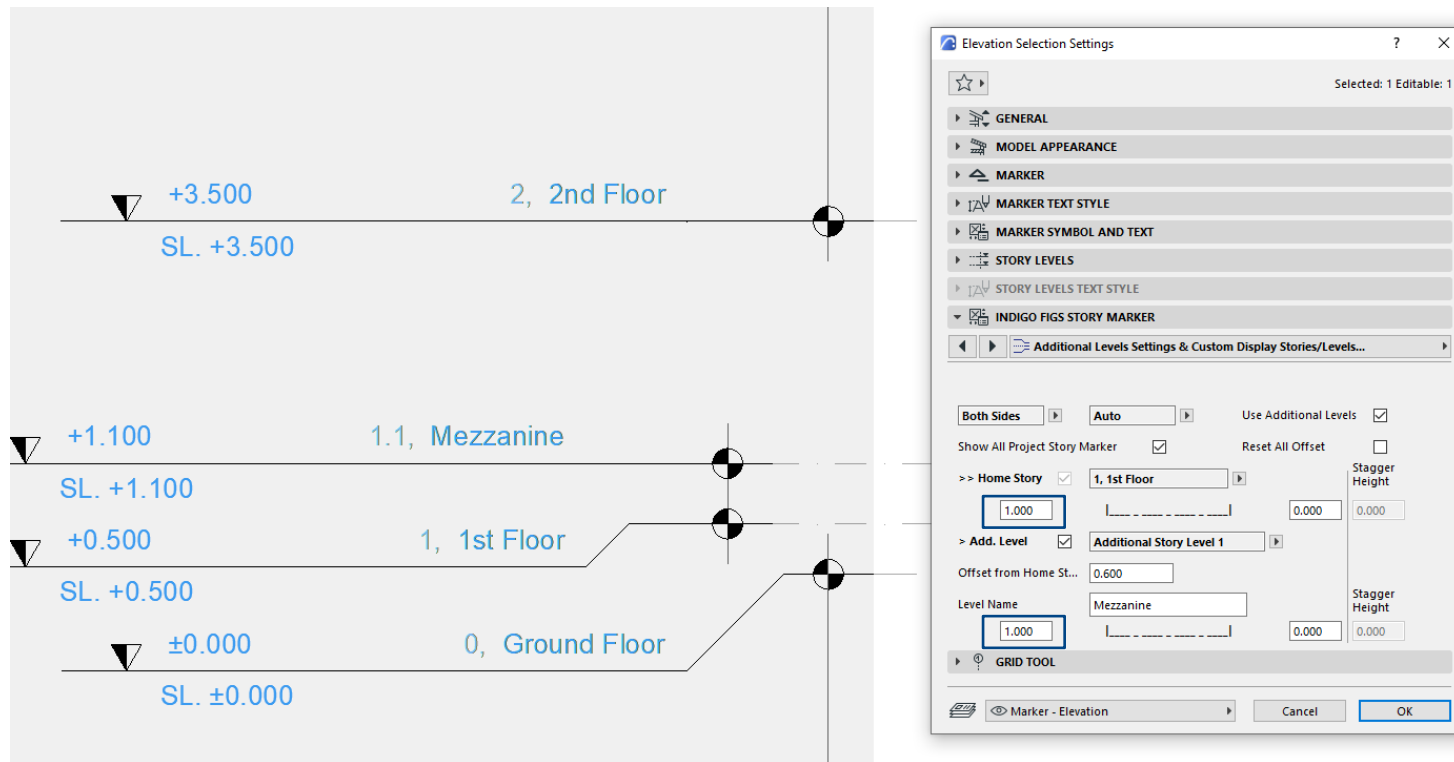 +3.500
2, 2nd Floor
SL. +3.500
+1.100
1.1, Mezzanine
SL. +1.100
+0.500
1, 1st Floor
SL. +0.500
±0.000
0, Ground Floor
SL. ±0.000
Elevation Selection Settings
?
Selected: 1 Editable: 1
GENERAL
MODEL APPEARANCE
MARKER
MARKER TEXT STYLE
MARKER SYMBOL AND TEXT
STORY LEVELS
STORY LEVELS TEXT STYLE
INDIGO FIGS STORY MARKER
Additional Levels Settings & Custom Display Stories/Levels...
Both Sides Auto Use Additional Levels
Show All Project Story Marker Reset All Offset
Stagger
Height
>> Home Story 1, 1st Floor
1.000 0.000 0.000
> Add. Level Additional Story Level 1
Offset from Home St... 0.600
Stagger
Height
Level Name Mezzanine
1.000 0.000 0.000
GRID TOOL
Marker - Elevation Cancel OK